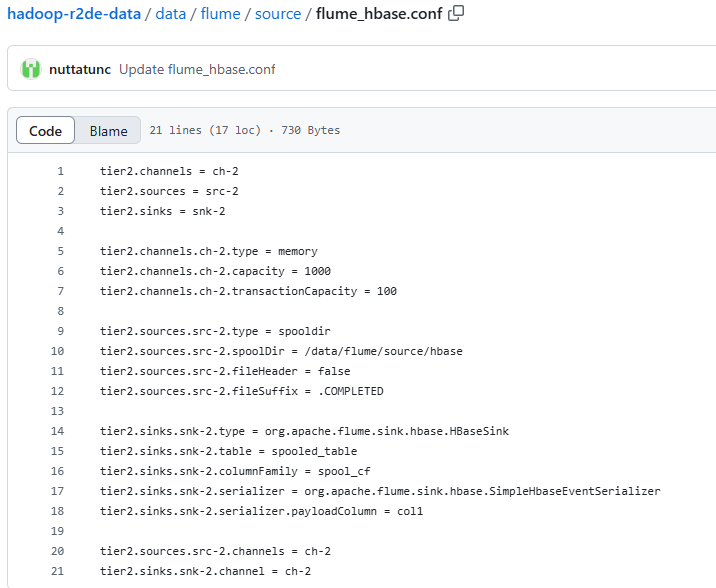 hadoop-r2de-data / data / flume / source / flume_hbase.conf
nuttatunc Update flume_hbase.conf
Code Blame 21 lines (17 loc) · 730 Bytes
1 tier2.channels = ch-2
2 tier2.sources = src-2
3 tier2.sinks = snk-2
4
5 tier2.channels.ch-2.type = memory
6 tier2.channels.ch-2.capacity = 1000
7 tier2.channels.ch-2.transactionCapacity = 100
8
9 tier2.sources.src-2.type = spooldir
10 tier2.sources.src-2.spoolDir = /data/flume/source/hbase
11 tier2.sources.src-2.fileHeader = false
12 tier2.sources.src-2.fileSuffix = .COMPLETED
13
14 tier2.sinks.snk-2.type = org.apache.flume.sink.hbase.HBaseSink
15 tier2.sinks.snk-2.table = spooled_table
16 tier2.sinks.snk-2.columnFamily = spool_cf
17 tier2.sinks.snk-2.serializer = org.apache.flume.sink.hbase.SimpleHbaseEventSerializer
18 tier2.sinks.snk-2.serializer.payloadColumn = col1
19
20 tier2.sources.src-2.channels = ch-2
21 tier2.sinks.snk-2.channel = ch-2